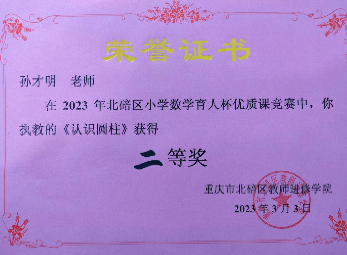 荣誉证书
孙才明 老师
在 2023 年北碚区小学数学育人杯优质课竞赛中，你
执教的《认识圆柱》获得
二等奖
重庆市北碚区教师进修学院
2023 年 3 月 3 日